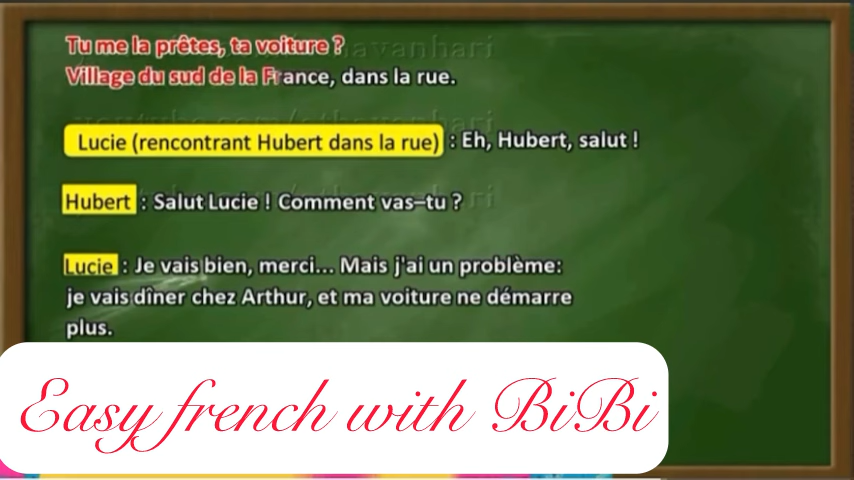 Tu me la prêtes, ta voiture ?
Village du sud de la France, dans la rue.
Lucie (rencontrant Hubert dans la rue) : Eh, Hubert, salut !
Hubert : Salut Lucie ! Comment vas–tu ?
Lucie : Je vais bien, merci... Mais j'ai un problème:
je vais dîner chez Arthur, et ma voiture ne démarre
plus.
Easy french with BiBi